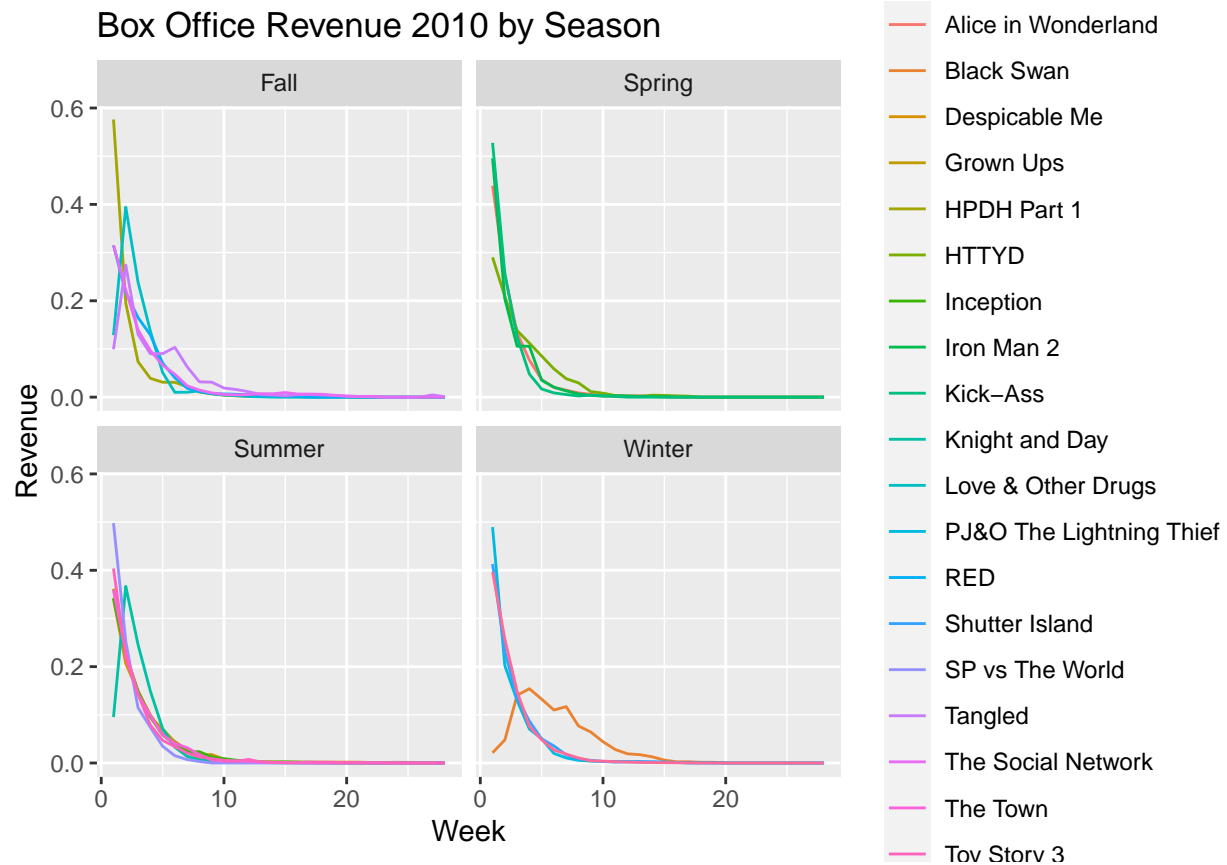 Box Office Revenue 2010 by Season
Fall
Spring
0.6
0.4
0.2
0.0
Summer
Winter
0.6
0.4
0.2
0.0
0
10
20
0
10
20
Revenue
Week
Alice in Wonderland
Black Swan
Despicable Me
Grown Ups
HPDH Part 1
HTTYD
Inception
Iron Man 2
Kick−Ass
Knight and Day
Love & Other Drugs
PJ&O The Lightning Thief
RED
Shutter Island
SP vs The World
Tangled
The Social Network
The Town
Toy Story 3